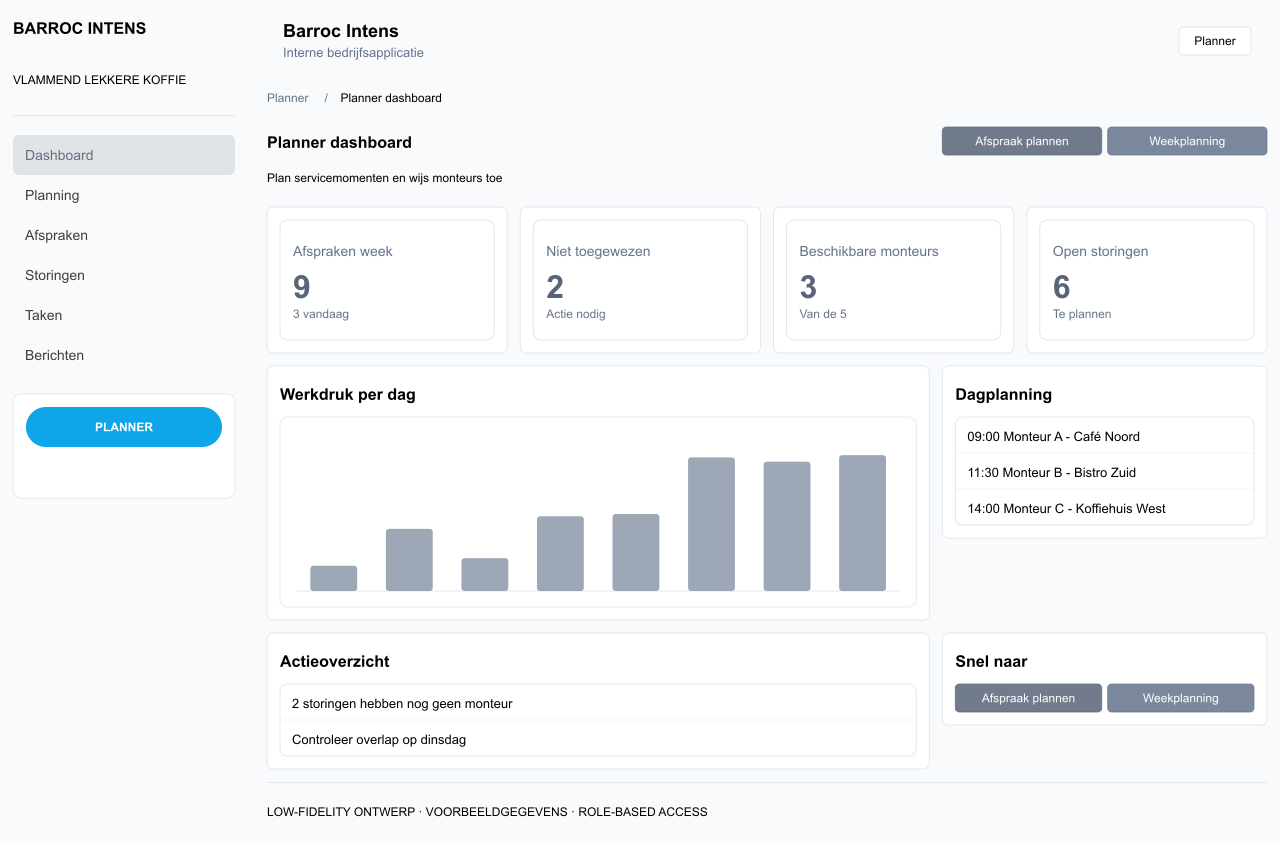 BARROC INTENS
VLAMMEND LEKKERE KOFFIE
Dashboard
Planning
Afspraken
Storingen
Taken
Berichten
PLANNER
Barroc Intens
Interne bedrijfsapplicatie
Planner
Planner / Planner dashboard
Planner dashboard
Afspraak plannen
Weekplanning
Plan servicemomenten en wijs monteurs toe
Afspraken week
9
3 vandaag
Niet toegewezen
2
Actie nodig
Beschikbare monteurs
3
Van de 5
Open storingen
6
Te plannen
Werkdruk per dag
Dagplanning
09:00 Monteur A - Café Noord
11:30 Monteur B - Bistro Zuid
14:00 Monteur C - Koffiehuis West
Actieoverzicht
2 storingen hebben nog geen monteur
Controleer overlap op dinsdag
Snel naar
Afspraak plannen
Weekplanning
LOW-FIDELITY ONTWERP · VOORBEELDGEGEVENS · ROLE-BASED ACCESS